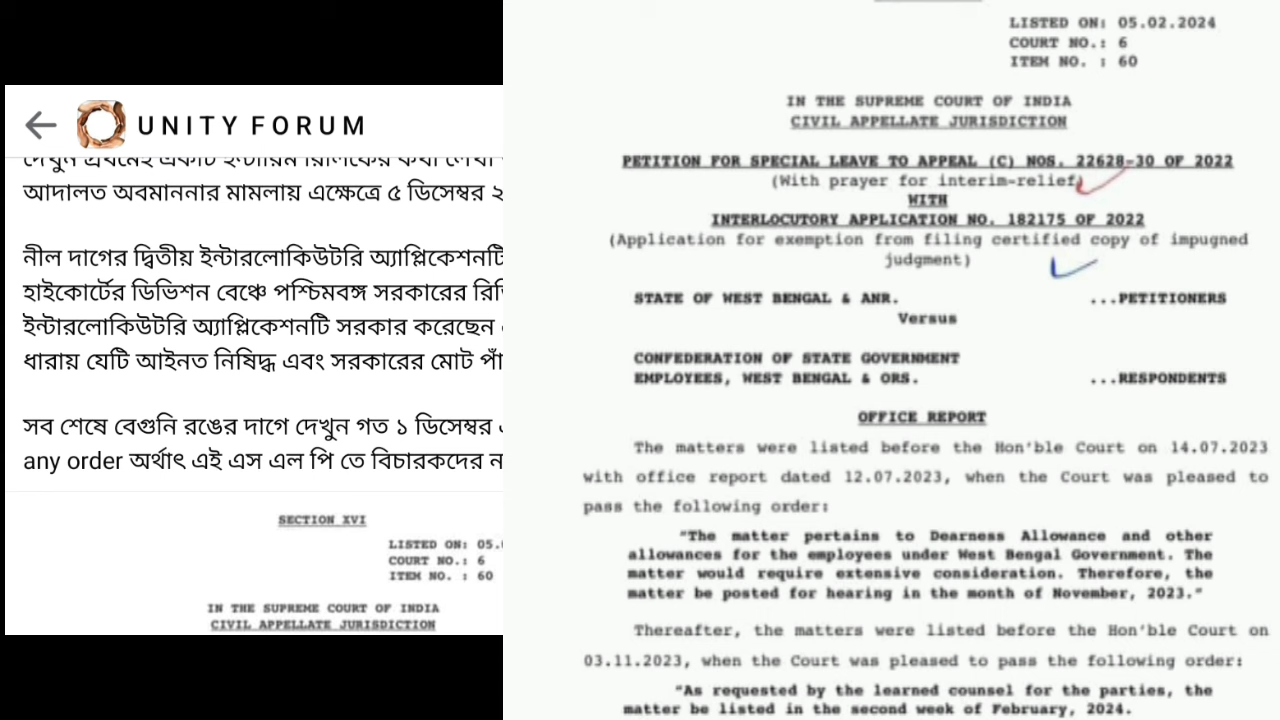 UNITY FORUM
দেখুন প্রথমেই একটি ইন্টারিম রিলিফের কথা লেখা
আদালত অবমাননার মামলায় এক্ষেত্রে ৫ ডিসেম্বর ২
নীল দাগের দ্বিতীয় ইন্টারলোকিউটরি অ্যাপ্লিকেশনটি
হাইকোর্টের ডিভিশন বেঞ্চে পশ্চিমবঙ্গ সরকারের
ইন্টারলোকিউটরি অ্যাপ্লিকেশনটি সরকার করেছেন
ধারায় যেটি আইনত নিষিদ্ধ এবং সরকারের মোট
সব শেষে বেগুনি রঙের দাগে দেখুন গত ১ ডিসেম্বর
any order অর্থাৎ এই এস এল পি তে বিচারকদের
SECTION XVI
LISTED ON: 05.
COURT NO.: 6
ITEM NO. : 60
IN THE SUPREME COURT OF INDIA
CIVIL APPELLATE JURISDICTION
LISTED ON: 05.02.2024
COURT NO.: 6
ITEM NO. : 60
IN THE SUPREME COURT OF INDIA
CIVIL APPELLATE JURISDICTION
PETITION FOR SPECIAL LEAVE TO APPEAL (C) NOS. 22628-30 OF 2022
(With prayer for interim-relief)
WITH
INTERLOCUTORY APPLICATION NO. 182175 OF 2022
(Application for exemption from filing certified copy of impugned
judgment)
STATE OF WEST BENGAL & ANR. ...PETITIONERS
Versus
CONFEDERATION OF STATE GOVERNMENT
EMPLOYEES, WEST BENGAL & ORS. ...RESPONDENTS
OFFICE REPORT
The matters were listed before the Hon'ble Court on 14.07.2023
with office report dated 12.07.2023, when the Court was pleased to
pass the following order:
"The matter pertains to Dearness Allowance and other
allowances for the employees under West Bengal Government. The
matter would require extensive consideration. Therefore, the
matter be posted for hearing in the month of November, 2023."
Thereafter, the matters were listed before the Hon'ble Court on
03.11.2023, when the Court was pleased to pass the following order:
"As requested by the learned counsel for the parties, the
matter be listed in the second week of February, 2024.